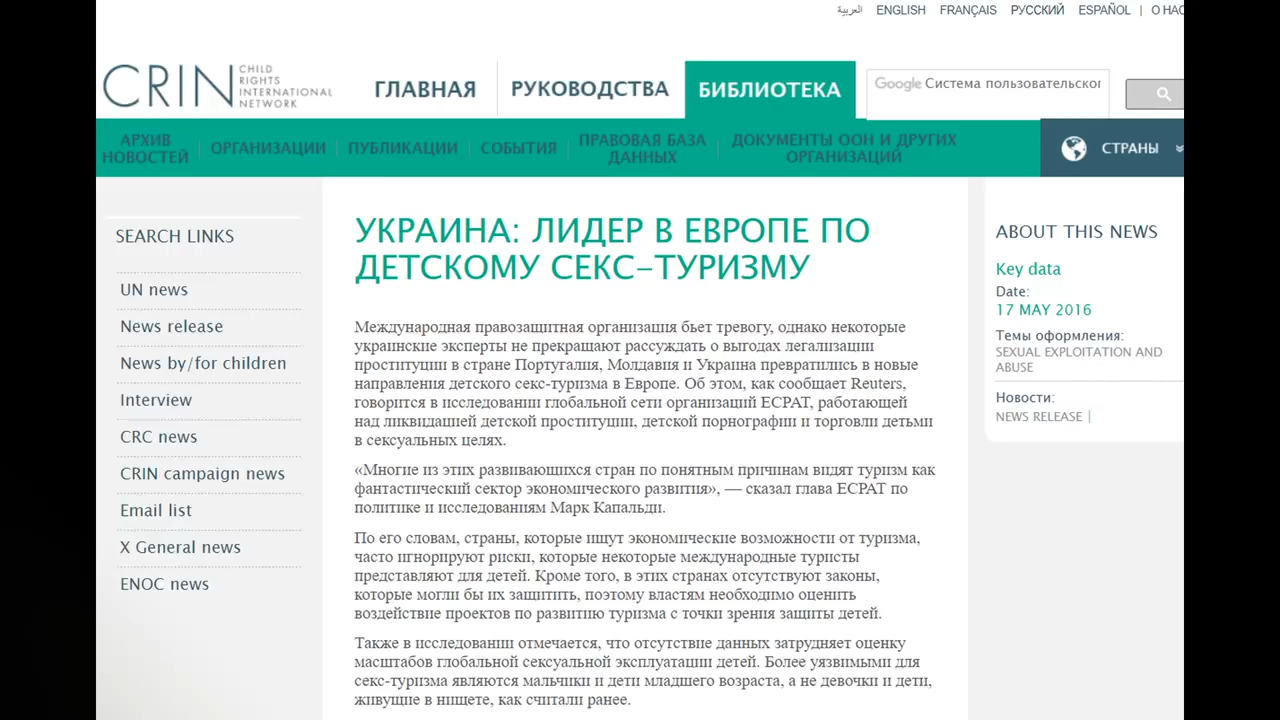 العربية ENGLISH FRANÇAIS РУССКИЙ ESPAÑOL | О НАС
CRIN CHILD RIGHTS INTERNATIONAL NETWORK
ГЛАВНАЯ РУКОВОДСТВА БИБЛИОТЕКА
Google Система пользовательског
АРХИВ НОВОСТЕЙ ОРГАНИЗАЦИИ ПУБЛИКАЦИИ СОБЫТИЯ ПРАВОВАЯ БАЗА ДАННЫХ ДОКУМЕНТЫ ООН И ДРУГИХ ОРГАНИЗАЦИЙ
СТРАНЫ
SEARCH LINKS
UN news
News release
News by/for children
Interview
CRC news
CRIN campaign news
Email list
X General news
ENOC news
УКРАИНА: ЛИДЕР В ЕВРОПЕ ПО
ДЕТСКОМУ СЕКС-ТУРИЗМУ
Международная правозащитная организация бьет тревогу, однако некоторые
украинские эксперты не прекращают рассуждать о выгодах легализации
проституции в стране Португалия, Молдавия и Украина превратились в новые
направления детского секс-туризма в Европе. Об этом, как сообщает Reuters,
говорится в исследовании глобальной сети организаций ECPAT, работающей
над ликвидацией детской проституции, детской порнографии и торговли детьми
в сексуальных целях.
«Многие из этих развивающихся стран по понятным причинам видят туризм как
фантастический сектор экономического развития», — сказал глава ECPAT по
политике и исследованиям Марк Капальди.
По его словам, страны, которые ищут экономические возможности от туризма,
часто игнорируют риски, которые некоторые международные туристы
представляют для детей. Кроме того, в этих странах отсутствуют законы,
которые могли бы их защитить, поэтому властям необходимо оценить
воздействие проектов по развитию туризма с точки зрения защиты детей.
Также в исследовании отмечается, что отсутствие данных затрудняет оценку
масштабов глобальной сексуальной эксплуатации детей. Более уязвимыми для
секс-туризма являются мальчики и дети младшего возраста, а не девочки и дети,
живущие в нищете, как считали ранее.
ABOUT THIS NEWS
Key data
Date:
17 MAY 2016
Темы оформления:
SEXUAL EXPLOITATION AND
ABUSE
Новости:
NEWS RELEASE |